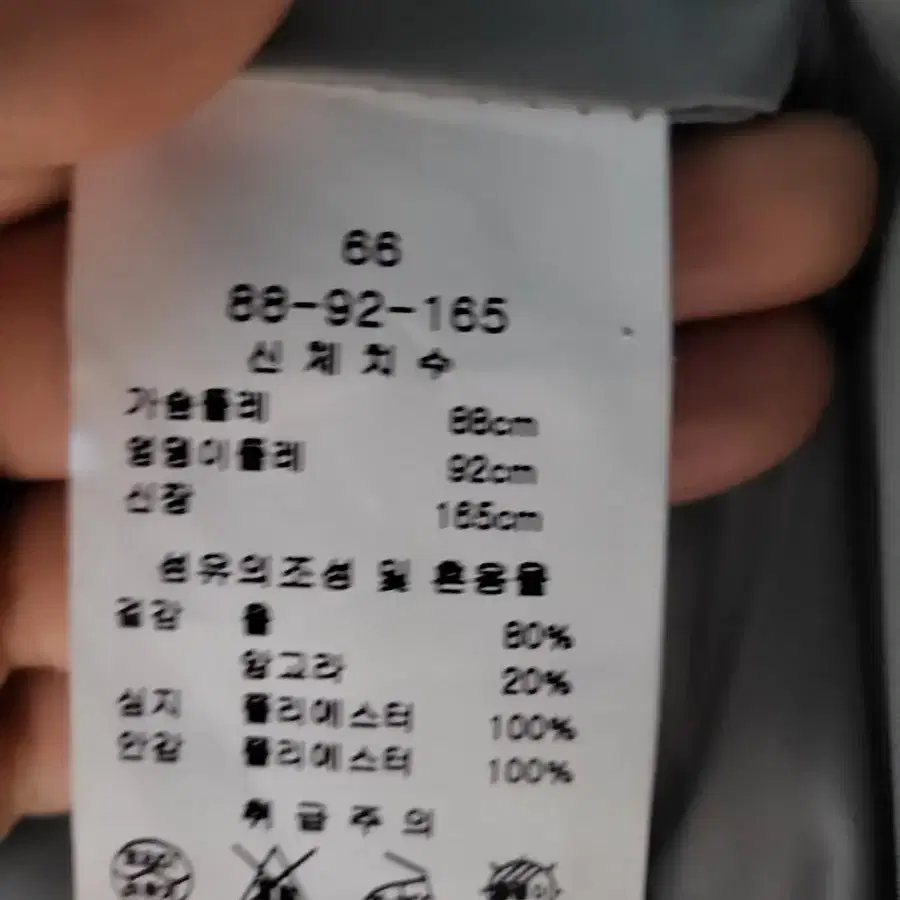 66
88-92-165
신체치수
가슴둘레 88cm
엉덩이둘레 92cm
신장 165cm
섬유의조성 및 혼용율
겉감 울 80%
앙고라 20%
심지 폴리에스터 100%
안감 폴리에스터 100%
취급주의